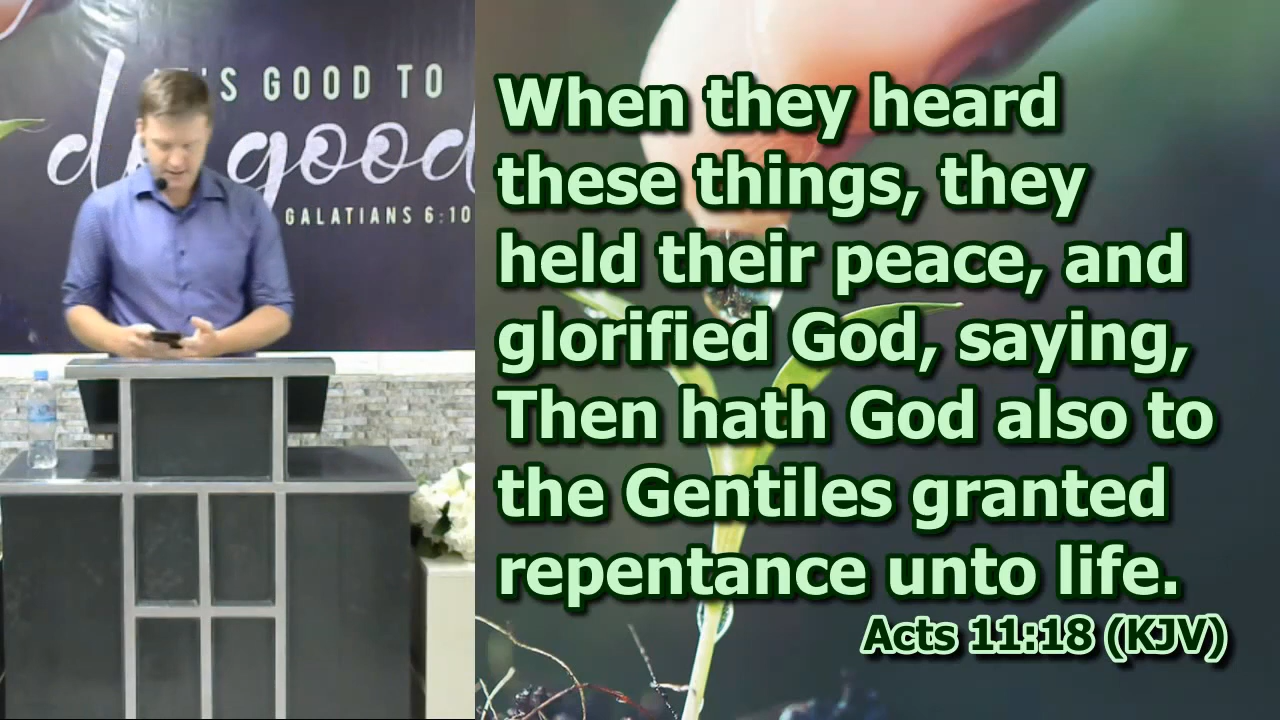 'S GOOD TO
do good
GALATIANS 6:10
When they heard
these things, they
held their peace, and
glorified God, saying,
Then hath God also to
the Gentiles granted
repentance unto life.
Acts 11:18 (KJV)